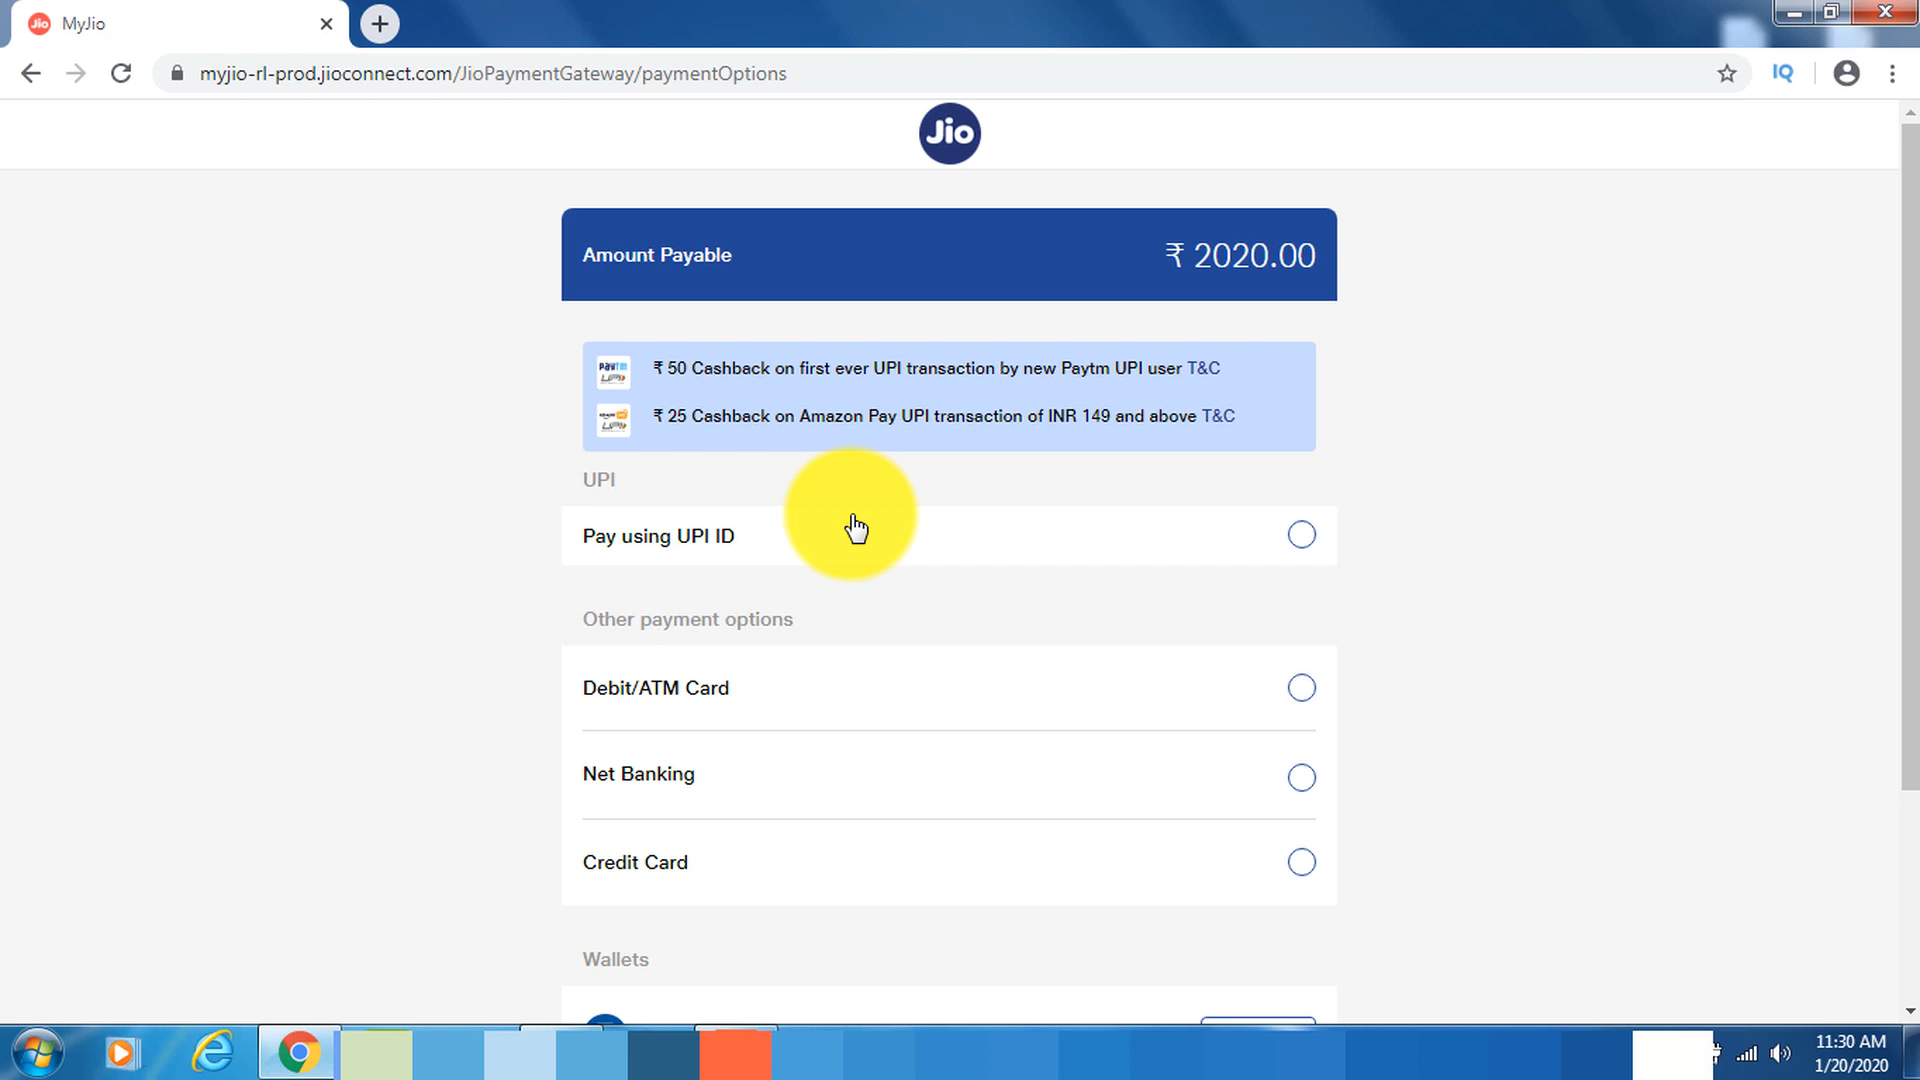 Jio MyJio
myjio-rl-prod.jioconnect.com/JioPaymentGateway/paymentOptions
IQ
Jio
Amount Payable ₹ 2020.00
paytm ₹ 50 Cashback on first ever UPI transaction by new Paytm UPI user T&C
₹ 25 Cashback on Amazon Pay UPI transaction of INR 149 and above T&C
UPI
Pay using UPI ID
Other payment options
Debit/ATM Card
Net Banking
Credit Card
Wallets
11:30 AM
1/20/2020